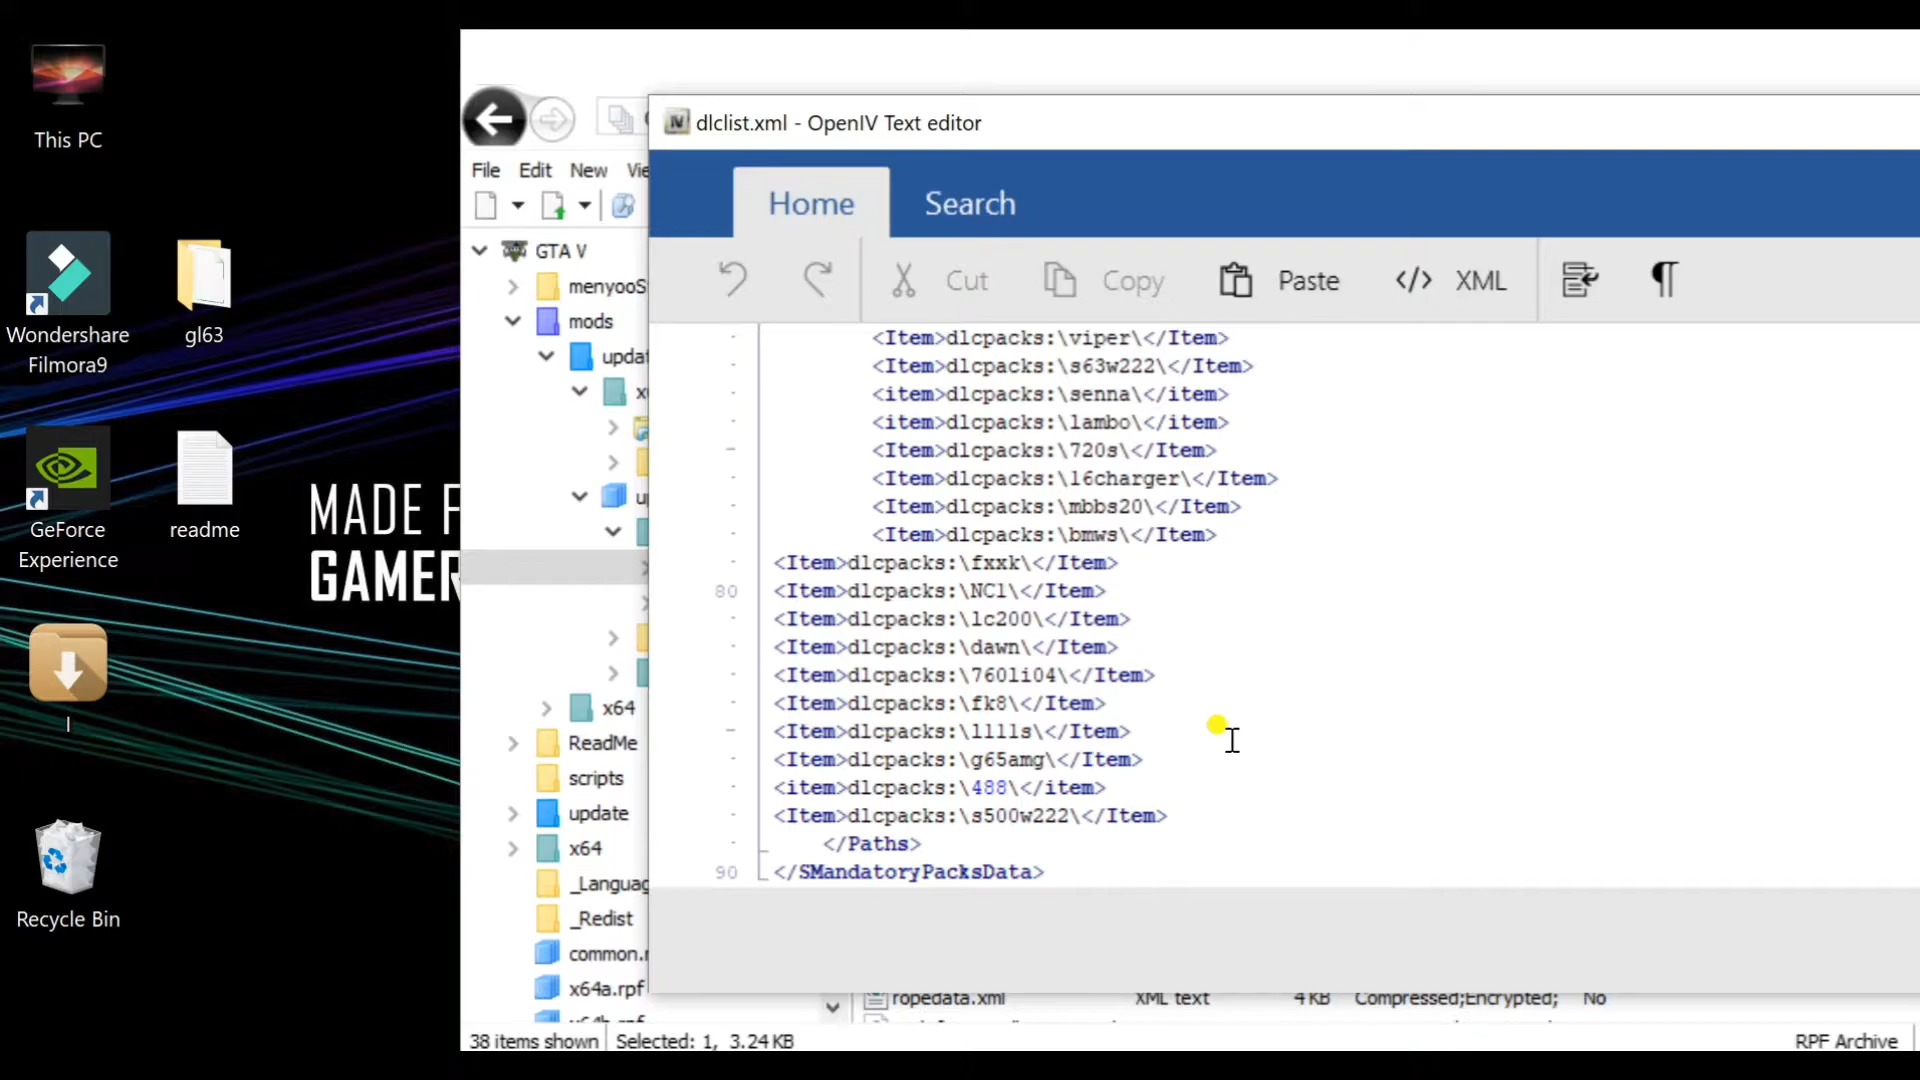 This PC
Wondershare
Filmora9
gl63
GeForce
Experience
readme
l
Recycle Bin
MADE F
GAMER
File Edit New Vie
GTA V
menyooS
mods
updat
x
x64
ReadMe
scripts
update
x64
_Languag
_Redist
common.r
x64a.rpf
38 items shown Selected: 1, 3.24 KB
RPF Archive
dlclist.xml - OpenIV Text editor
Home Search
Cut Copy Paste </> XML
<Item>dlcpacks:\viper\</Item>
<Item>dlcpacks:\s63w222\</Item>
<item>dlcpacks:\senna\</item>
<item>dlcpacks:\lambo\</item>
<Item>dlcpacks:\720s\</Item>
<Item>dlcpacks:\16charger\</Item>
<Item>dlcpacks:\mbbs20\</Item>
<Item>dlcpacks:\bmws\</Item>
<Item>dlcpacks:\fxxk\</Item>
80 <Item>dlcpacks:\NC1\</Item>
<Item>dlcpacks:\lc200\</Item>
<Item>dlcpacks:\dawn\</Item>
<Item>dlcpacks:\760li04\</Item>
<Item>dlcpacks:\fk8\</Item>
<Item>dlcpacks:\lllls\</Item>
<Item>dlcpacks:\g65amg\</Item>
<item>dlcpacks:\488\</item>
<Item>dlcpacks:\s500w222\</Item>
</Paths>
90 </SMandatoryPacksData>
ropedata.xml XML text 4 KB Compressed;Encrypted; No